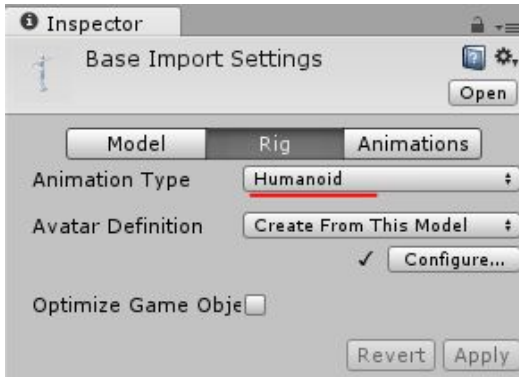 Inspector
Base Import Settings
Open
Model Rig Animations
Animation Type Humanoid
Avatar Definition Create From This Model
✓ Configure...
Optimize Game Obje
Revert Apply